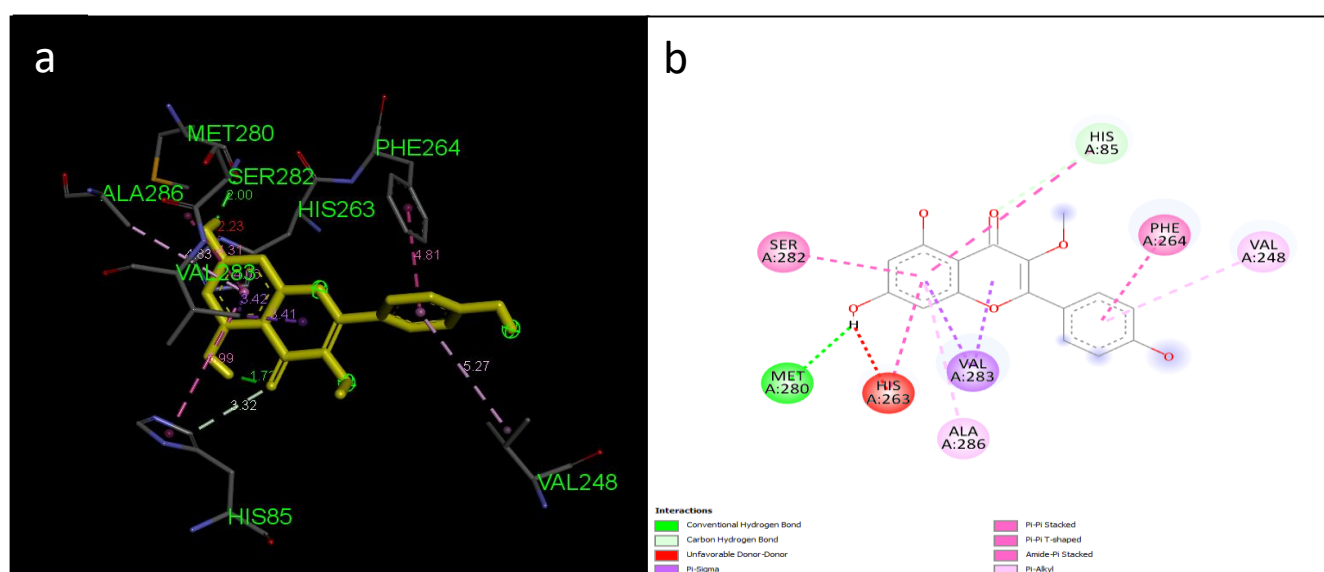 a
MET280
PHE264
SER282
ALA286
2.00
HIS263
2.23
4.81
4.83
VAL283
3.42
3.41
5.27
1.72
3.32
VAL248
HIS85
b
HIS
A:85
O
O
PHE
A:264
VAL
A:248
SER
A:282
O
O
O
H
O
MET
A:280
HIS
A:263
VAL
A:283
ALA
A:286
Interactions
Conventional Hydrogen Bond
Carbon Hydrogen Bond
Unfavorable Donor-Donor
Pi-Sigma
Pi-Pi Stacked
Pi-Pi T-shaped
Amide-Pi Stacked
Pi-Alkyl